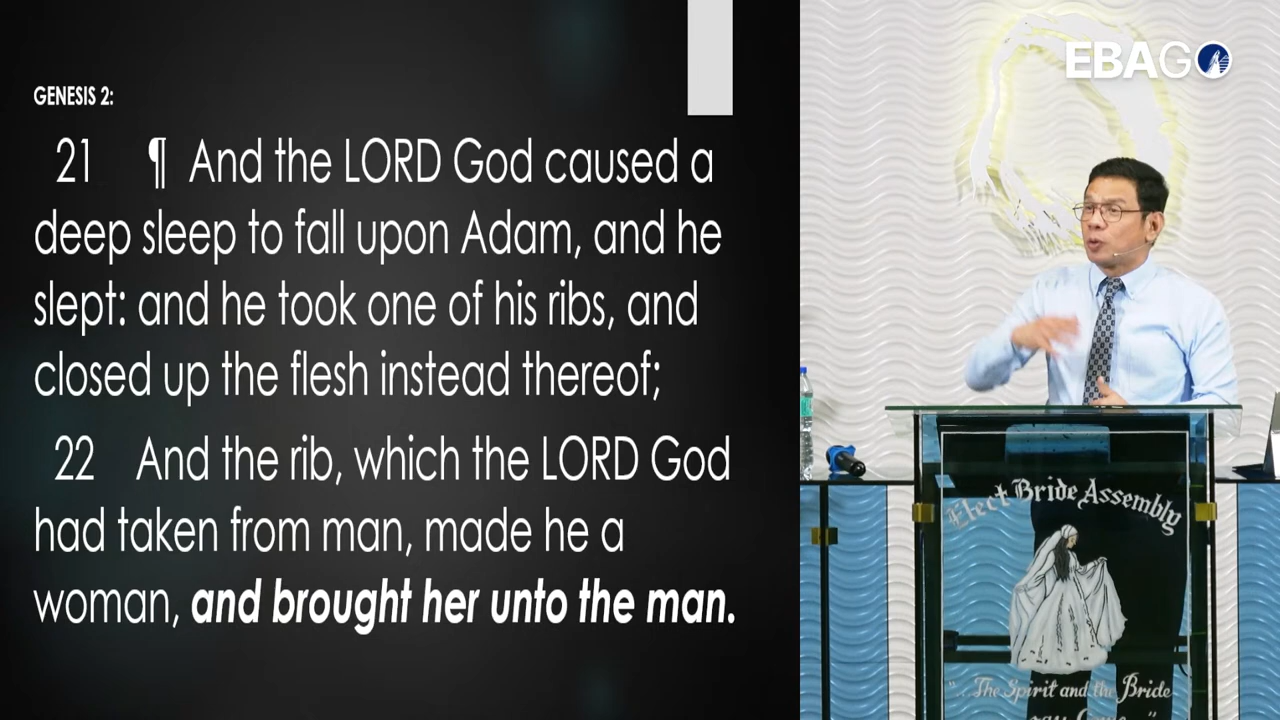 GENESIS 2:
21 ¶ And the LORD God caused a
deep sleep to fall upon Adam, and he
slept: and he took one of his ribs, and
closed up the flesh instead thereof;
22 And the rib, which the LORD God
had taken from man, made he a
woman, and brought her unto the man.
EBAGO
Elect Bride Assembly
"...The Spirit and the Bride
say, Come..."